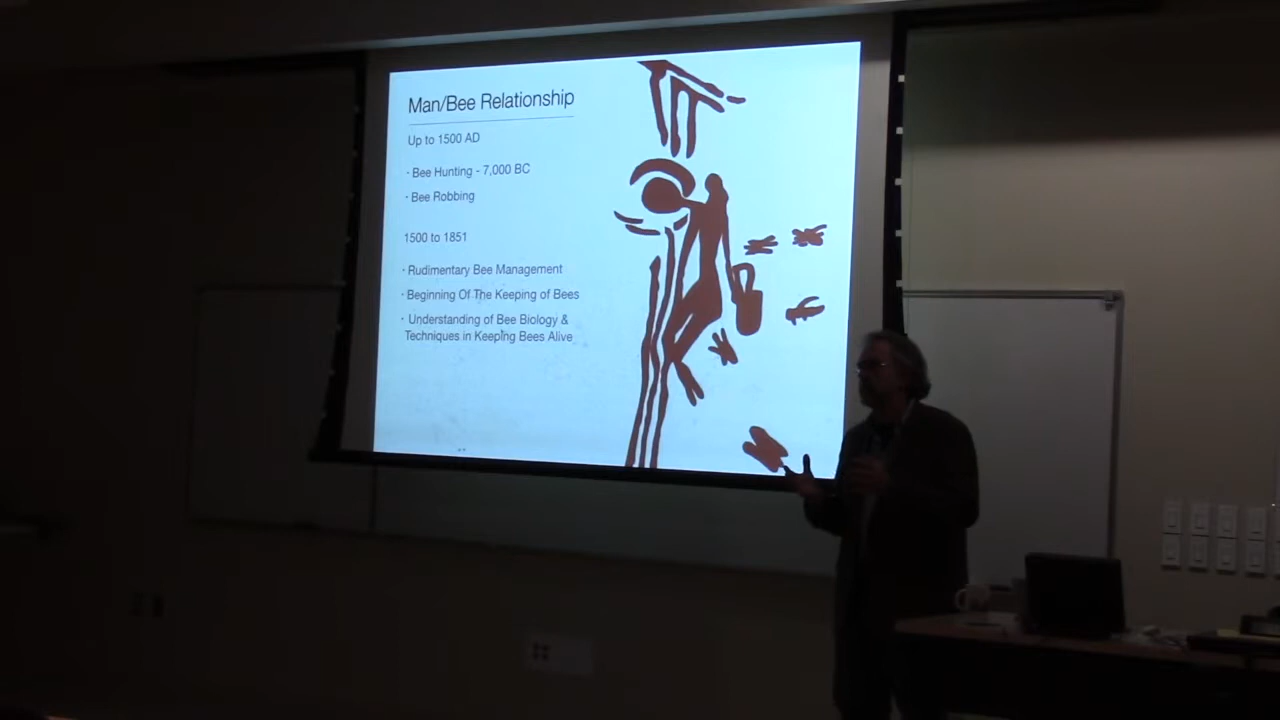 Man/Bee Relationship
Up to 1500 AD
· Bee Hunting - 7,000 BC
· Bee Robbing
1500 to 1851
· Rudimentary Bee Management
· Beginning Of The Keeping of Bees
· Understanding of Bee Biology &
Techniques in Keeping Bees Alive